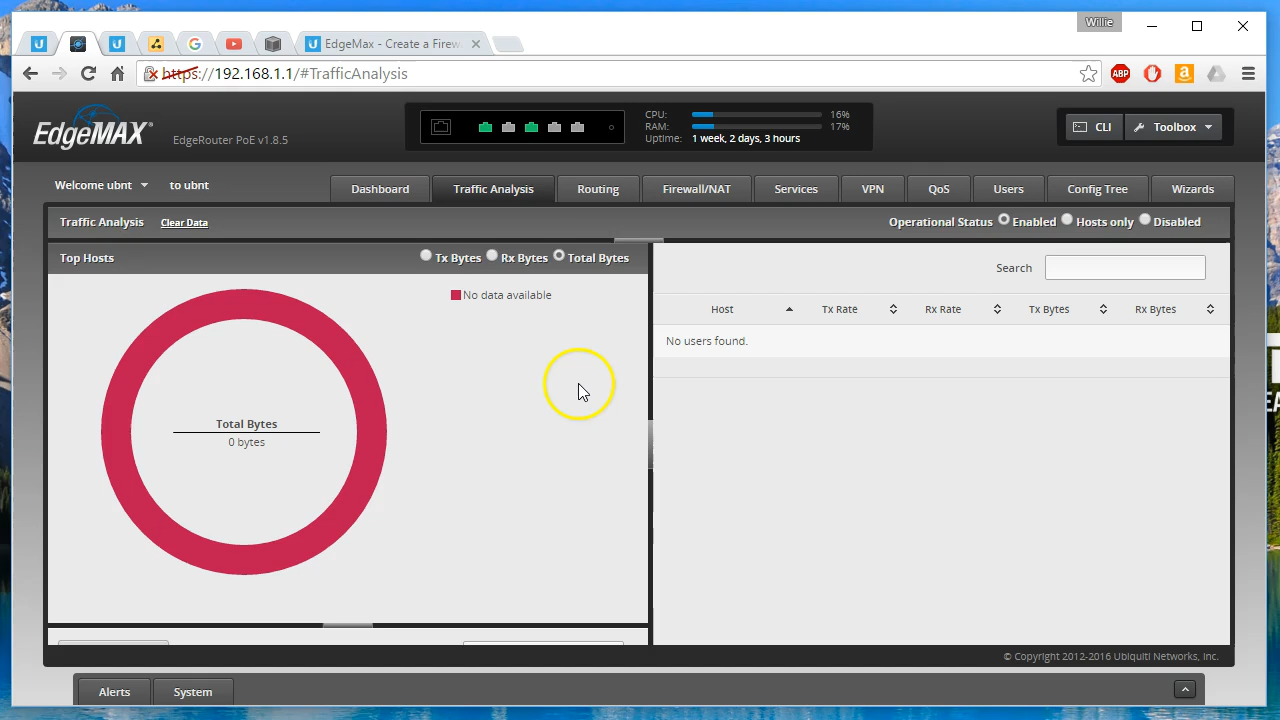 Willie
EdgeMax - Create a Firew
https://192.168.1.1/#TrafficAnalysis
ABP
EdgeMAX
EdgeRouter PoE v1.8.5
CPU: 16%
RAM: 17%
Uptime: 1 week, 2 days, 3 hours
CLI
Toolbox
Welcome ubnt
to ubnt
Dashboard
Traffic Analysis
Routing
Firewall/NAT
Services
VPN
QoS
Users
Config Tree
Wizards
Traffic Analysis
Clear Data
Operational Status Enabled Hosts only Disabled
Top Hosts
Tx Bytes Rx Bytes Total Bytes
No data available
Total Bytes
0 bytes
Search
Host Tx Rate Rx Rate Tx Bytes Rx Bytes
No users found.
© Copyright 2012-2016 Ubiquiti Networks, Inc.
Alerts
System